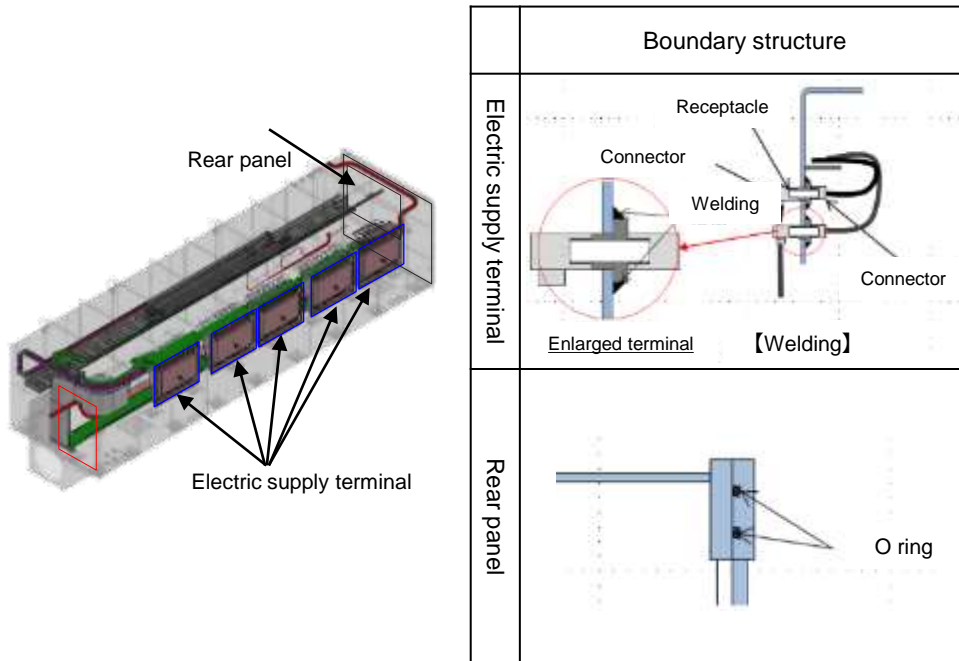 Rear panel
Electric supply terminal
Boundary structure
Electric supply terminal
Receptacle
Connector
Welding
Connector
Enlarged terminal
【Welding】
Rear panel
O ring